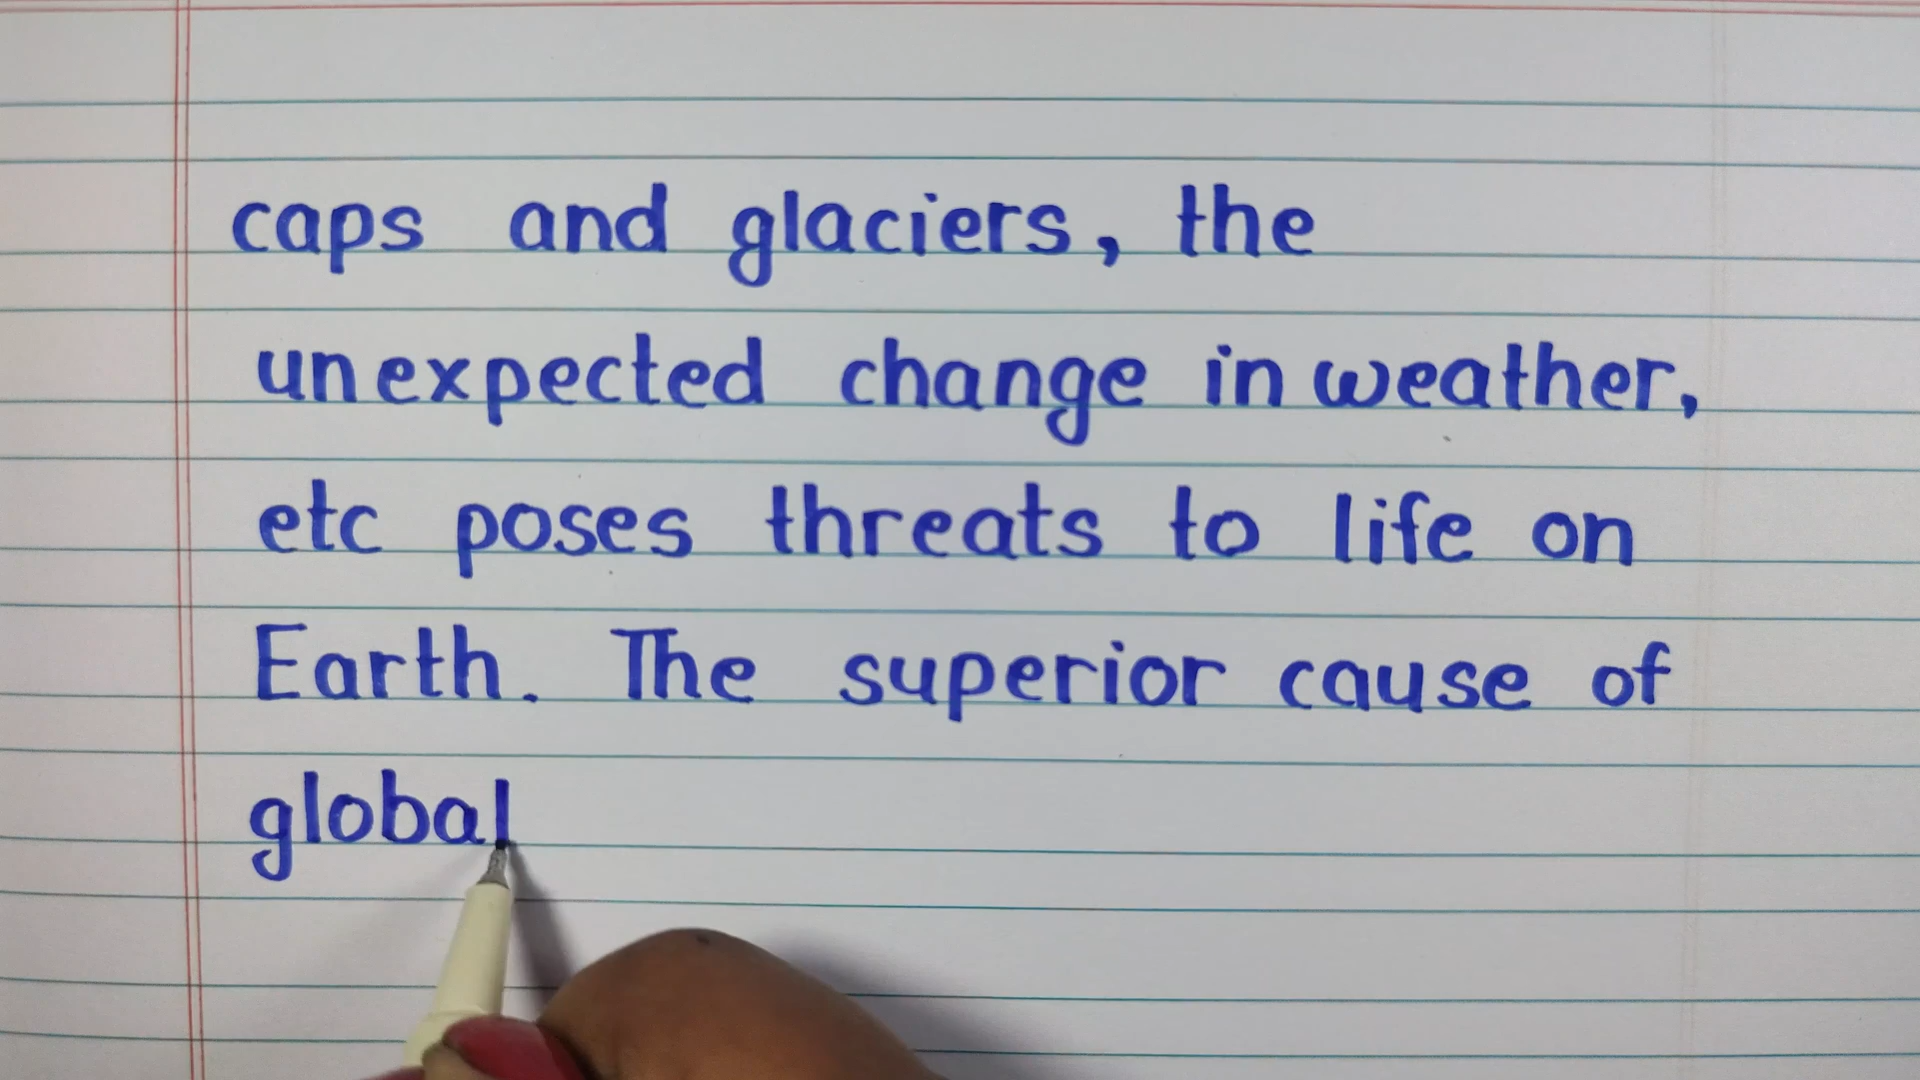 caps and glaciers, the
unexpected change in weather,
etc poses threats to life on
Earth. The superior cause of
global